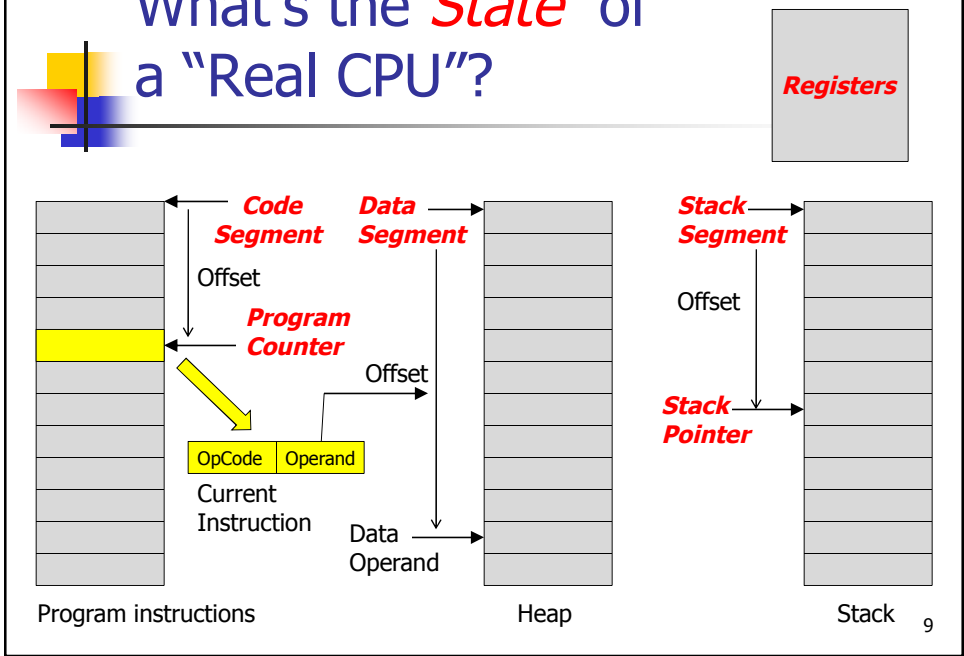 What's the State of
a “Real CPU”?
Registers
Code
Segment
Data
Segment
Stack
Segment
Offset
Offset
Program
Counter
Offset
Stack
Pointer
OpCode Operand
Current
Instruction
Data
Operand
Program instructions
Heap
Stack
9